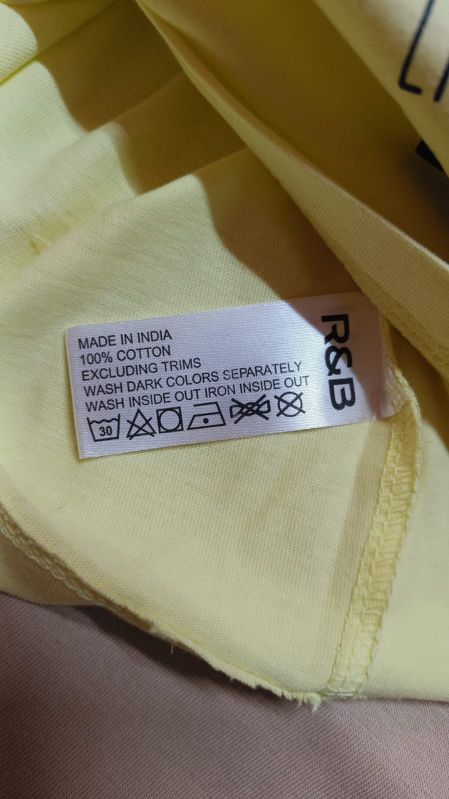 MADE IN INDIA
100% COTTON
EXCLUDING TRIMS
WASH DARK COLORS SEPARATELY
WASH INSIDE OUT IRON INSIDE OUT
30
R&B